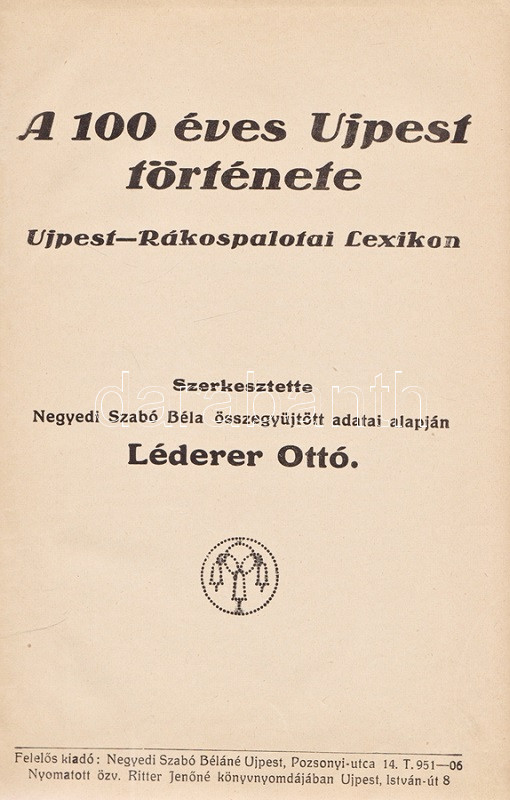 A 100 éves Ujpest
története
Ujpest—Rákospalotai Lexikon
Szerkesztette
darabanth
Negyedi Szabó Béla összegyüjtött adatai alapján
Léderer Ottó.
Felelős kiadó: Negyedi Szabó Béláné Ujpest, Pozsonyi-utca 14. T. 951—06
Nyomatott özv. Ritter Jenőné könyvnyomdájában Ujpest, István-út 8